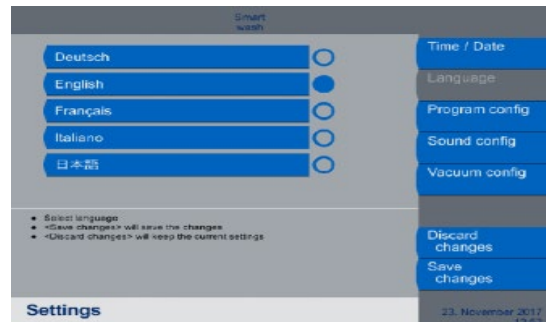 Smart
wash
Deutsch
English
Français
Italiano
日本語
Time / Date
Language
Program config
Sound config
Vacuum config
• Select language
• <Save changes> will save the changes
• <Discard changes> will keep the current settings
Discard
changes
Save
changes
Settings
23. November 2017